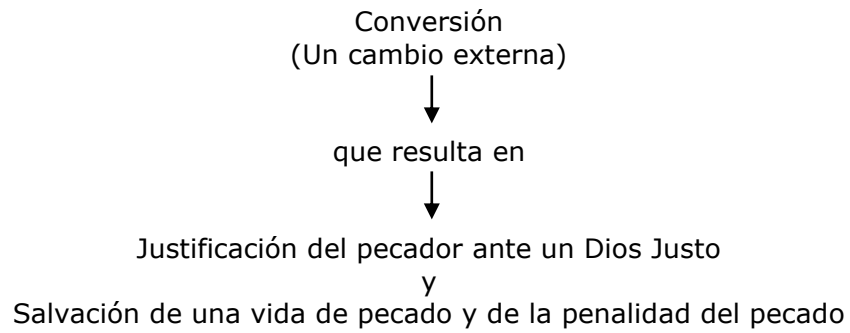 Conversión
(Un cambio externa)
que resulta en
Justificación del pecador ante un Dios Justo
y
Salvación de una vida de pecado y de la penalidad del pecado